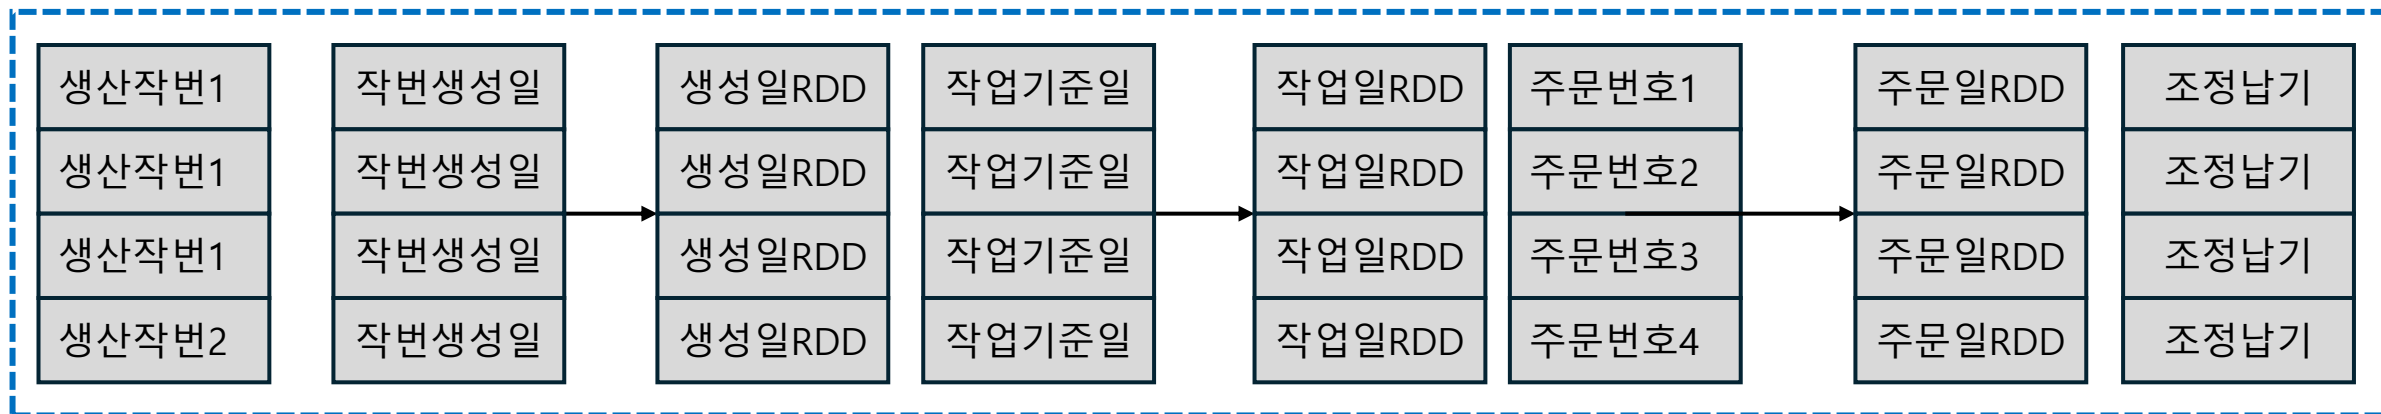 생산작번1 작번생성일 생성일RDD 작업기준일 작업일RDD 주문번호1 주문일RDD 조정납기
생산작번1 작번생성일 생성일RDD 작업기준일 작업일RDD 주문번호2 주문일RDD 조정납기
생산작번1 작번생성일 생성일RDD 작업기준일 작업일RDD 주문번호3 주문일RDD 조정납기
생산작번2 작번생성일 생성일RDD 작업기준일 작업일RDD 주문번호4 주문일RDD 조정납기